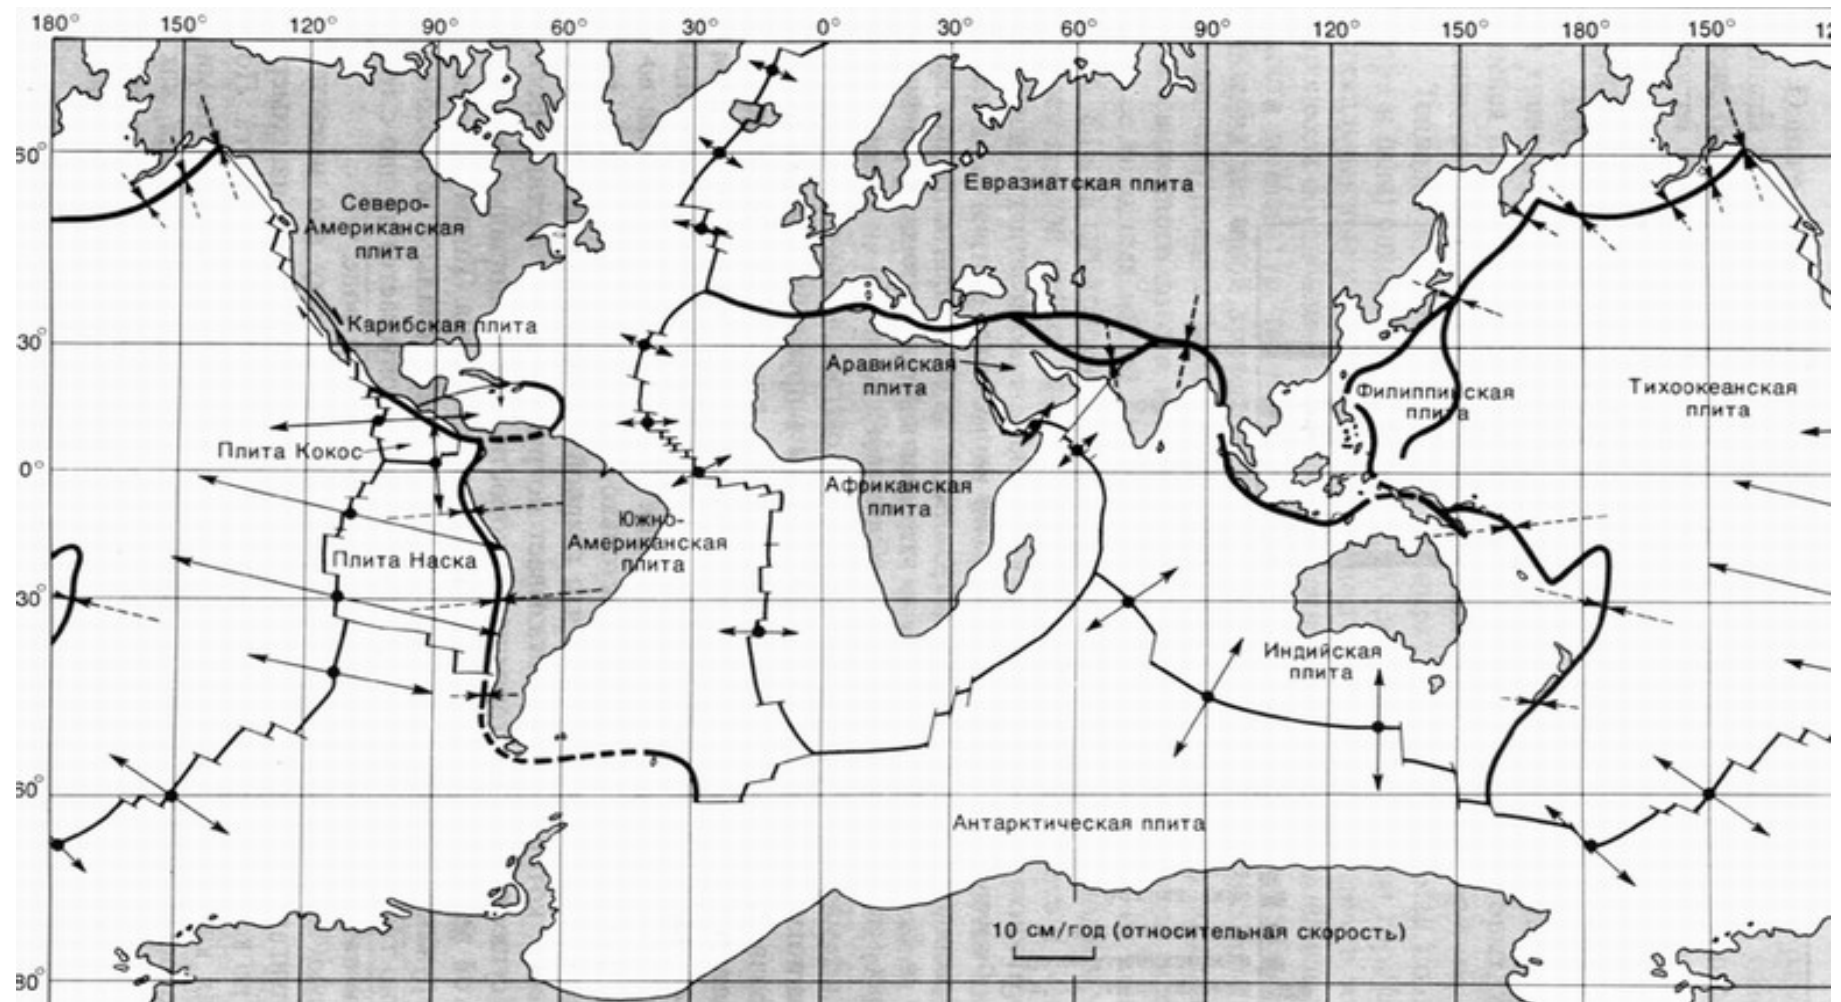 180° 150° 120° 90° 60° 30° 0° 30° 60° 90° 120° 150° 180° 150°
60°
30°
0°
30°
60°
Северо-
Американская
плита
Евразиатская плита
Карибская плита
Аравийская
плита
Филиппинская
плита
Тихоокеанская
плита
Плита Кокос
Африканская
плита
Южно-
Американская
плита
Плита Наска
Индийская
плита
Антарктическая плита
10 см/год (относительная скорость)